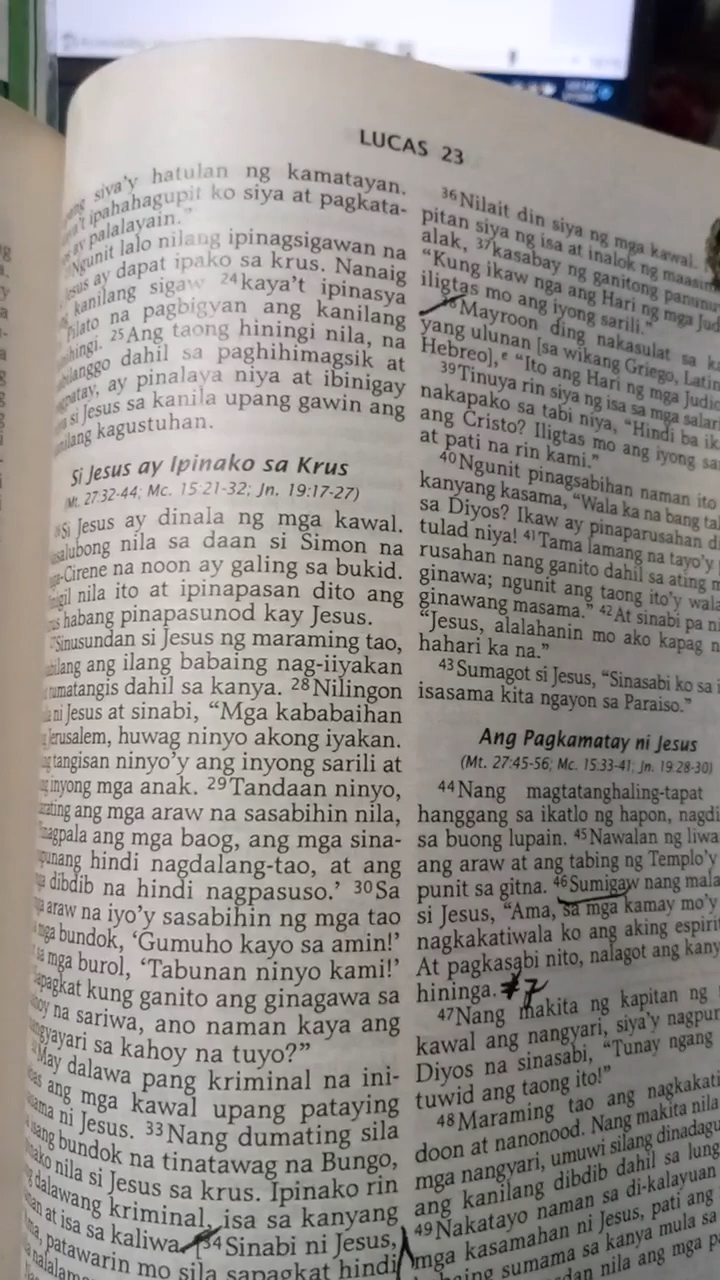 LUCAS 23
siya'y hatulan ng kamatayan.
ipahahagupit ko siya at pagkata-
palalayain."
Ngunit lalo nilang ipinagsigawan na
ay dapat ipako sa krus. Nanaig
kanilang sigaw 24kaya't ipinasya
Pilato na pagbigyan ang kanilang
25Ang taong hiningi nila, na
dahil sa paghihimagsik at
ay pinalaya niya at ibinigay
si Jesus sa kanila upang gawin ang
kagustuhan.
Si Jesus ay Ipinako sa Krus
(Mt. 27:32-44; Mc. 15:21-32; Jn. 19:17-27)
Si Jesus ay dinala ng mga kawal.
nila sa daan si Simon na
Cirene na noon ay galing sa bukid.
nila ito at ipinapasan dito ang
habang pinapasunod kay Jesus.
Sinusundan si Jesus ng maraming tao,
ang ilang babaing nag-iiyakan
dahil sa kanya. 28Nilingon
ni Jesus at sinabi, "Mga kababaihan
Jerusalem, huwag ninyo akong iyakan.
ninyo'y ang inyong sarili at
inyong mga anak. 29Tandaan ninyo,
ang mga araw na sasabihin nila,
ang mga baog, ang mga sina-
hindi nagdalang-tao, at ang
dibdib na hindi nagpasuso.' 30Sa
araw na iyo'y sasabihin ng mga tao
mga bundok, 'Gumuho kayo sa amin!'
sa mga burol, 'Tabunan ninyo kami!'
kung ganito ang ginagawa sa
na sariwa, ano naman kaya ang
sa kahoy na tuyo?"
May dalawa pang kriminal na ini-
ang mga kawal upang pataying
ni Jesus. 33Nang dumating sila
bundok na tinatawag na Bungo,
nila si Jesus sa krus. Ipinako rin
dalawang kriminal, isa sa kanyang
at isa sa kaliwa. [34Sinabi ni Jesus,
patawarin mo sila sapagkat hindi
36Nilait din siya ng mga kawal.
pitan siya ng isa at inalok ng
alak, 37kasabay ng ganitong
"Kung ikaw nga ang Hari ng mga
iligtas mo ang iyong sarili."
Mayroon ding nakasulat sa
yang ulunan [sa wikang Griego,
Hebreo], e "Ito ang Hari ng mga
39Tinuya rin siya ng isa sa mga
nakapako sa tabi niya, "Hindi ba
ang Cristo? Iligtas mo ang iyong
at pati na rin kami."
40Ngunit pinagsabihan naman ito
kanyang kasama, "Wala ka na bang
sa Diyos? Ikaw ay pinaparusahan
tulad niya! 41Tama lamang na tayo'y
rusahan nang ganito dahil sa ating
ginawa; ngunit ang taong ito'y
ginawang masama." 42At sinabi pa
"Jesus, alalahanin mo ako kapag
hahari ka na."
43Sumagot si Jesus, "Sinasabi ko sa
isasama kita ngayon sa Paraiso."
Ang Pagkamatay ni Jesus
(Mt. 27:45-56; Mc. 15:33-41; Jn. 19:28-30)
44Nang magtatanghaling-tapat
hanggang sa ikatlo ng hapon,
sa buong lupain. 45Nawalan ng
ang araw at ang tabing ng Templo'y
punit sa gitna. 46Sumigaw nang
si Jesus, "Ama, sa mga kamay mo'y
nagkakatiwala ko ang aking
At pagkasabi nito, nalagot ang
hininga.
47Nang makita ng kapitan ng
kawal ang nangyari, siya'y
Diyos na sinasabi, "Tunay ngang
tuwid ang taong ito!"
48Maraming tao ang
doon at nanonood. Nang makita
mga nangyari, umuwi silang
ang kanilang dibdib dahil sa
49Nakatayo naman sa di-kalayuan
mga kasamahan ni Jesus, pati ang
sumama sa kanya mula sa
nila ang mga